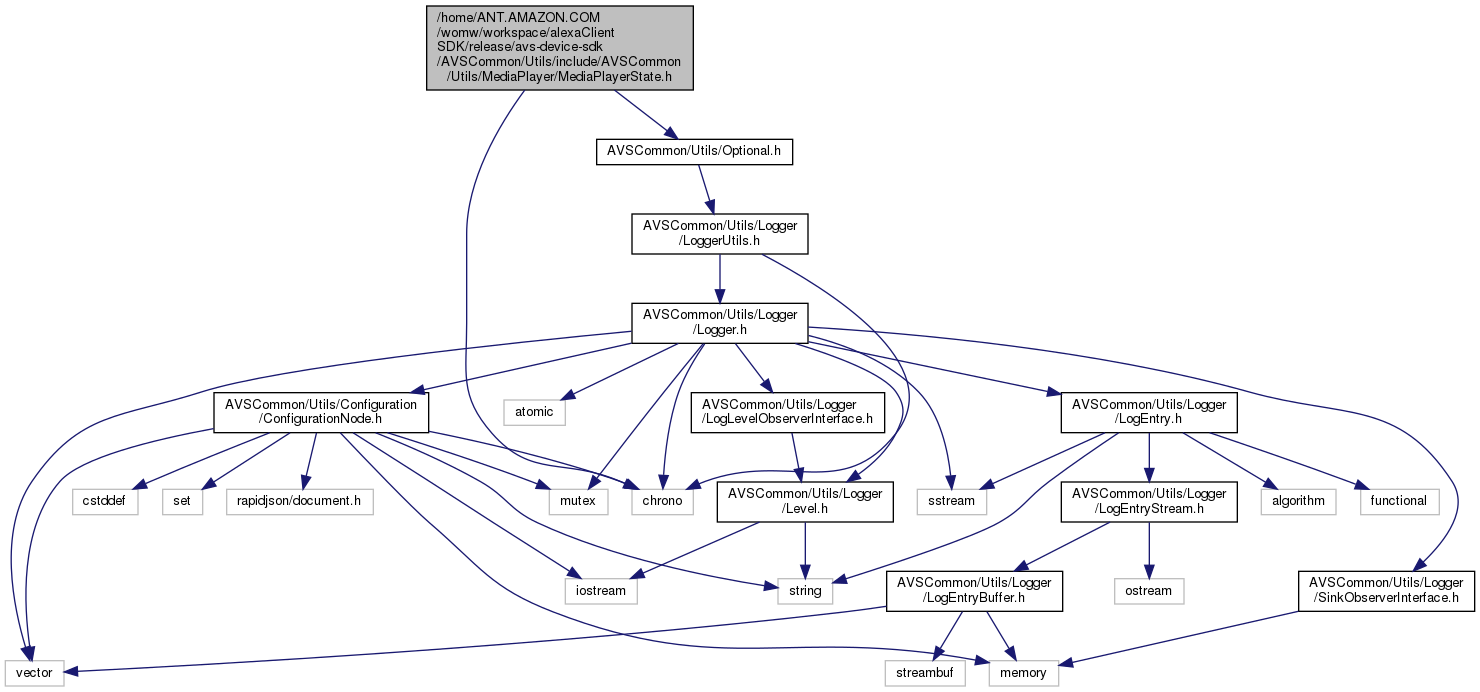 /home/ANT.AMAZON.COM
/womw/workspace/alexaClient
SDK/release/avs-device-sdk
/AVSCommon/Utils/include/AVSCommon
/Utils/MediaPlayer/MediaPlayerState.h
AVSCommon/Utils/Optional.h
AVSCommon/Utils/Logger
/LoggerUtils.h
AVSCommon/Utils/Logger
/Logger.h
AVSCommon/Utils/Configuration
/ConfigurationNode.h
atomic
AVSCommon/Utils/Logger
/LogLevelObserverInterface.h
AVSCommon/Utils/Logger
/LogEntry.h
cstddef
set
rapidjson/document.h
mutex
chrono
AVSCommon/Utils/Logger
/Level.h
sstream
AVSCommon/Utils/Logger
/LogEntryStream.h
algorithm
functional
iostream
string
AVSCommon/Utils/Logger
/LogEntryBuffer.h
ostream
AVSCommon/Utils/Logger
/SinkObserverInterface.h
vector
streambuf
memory